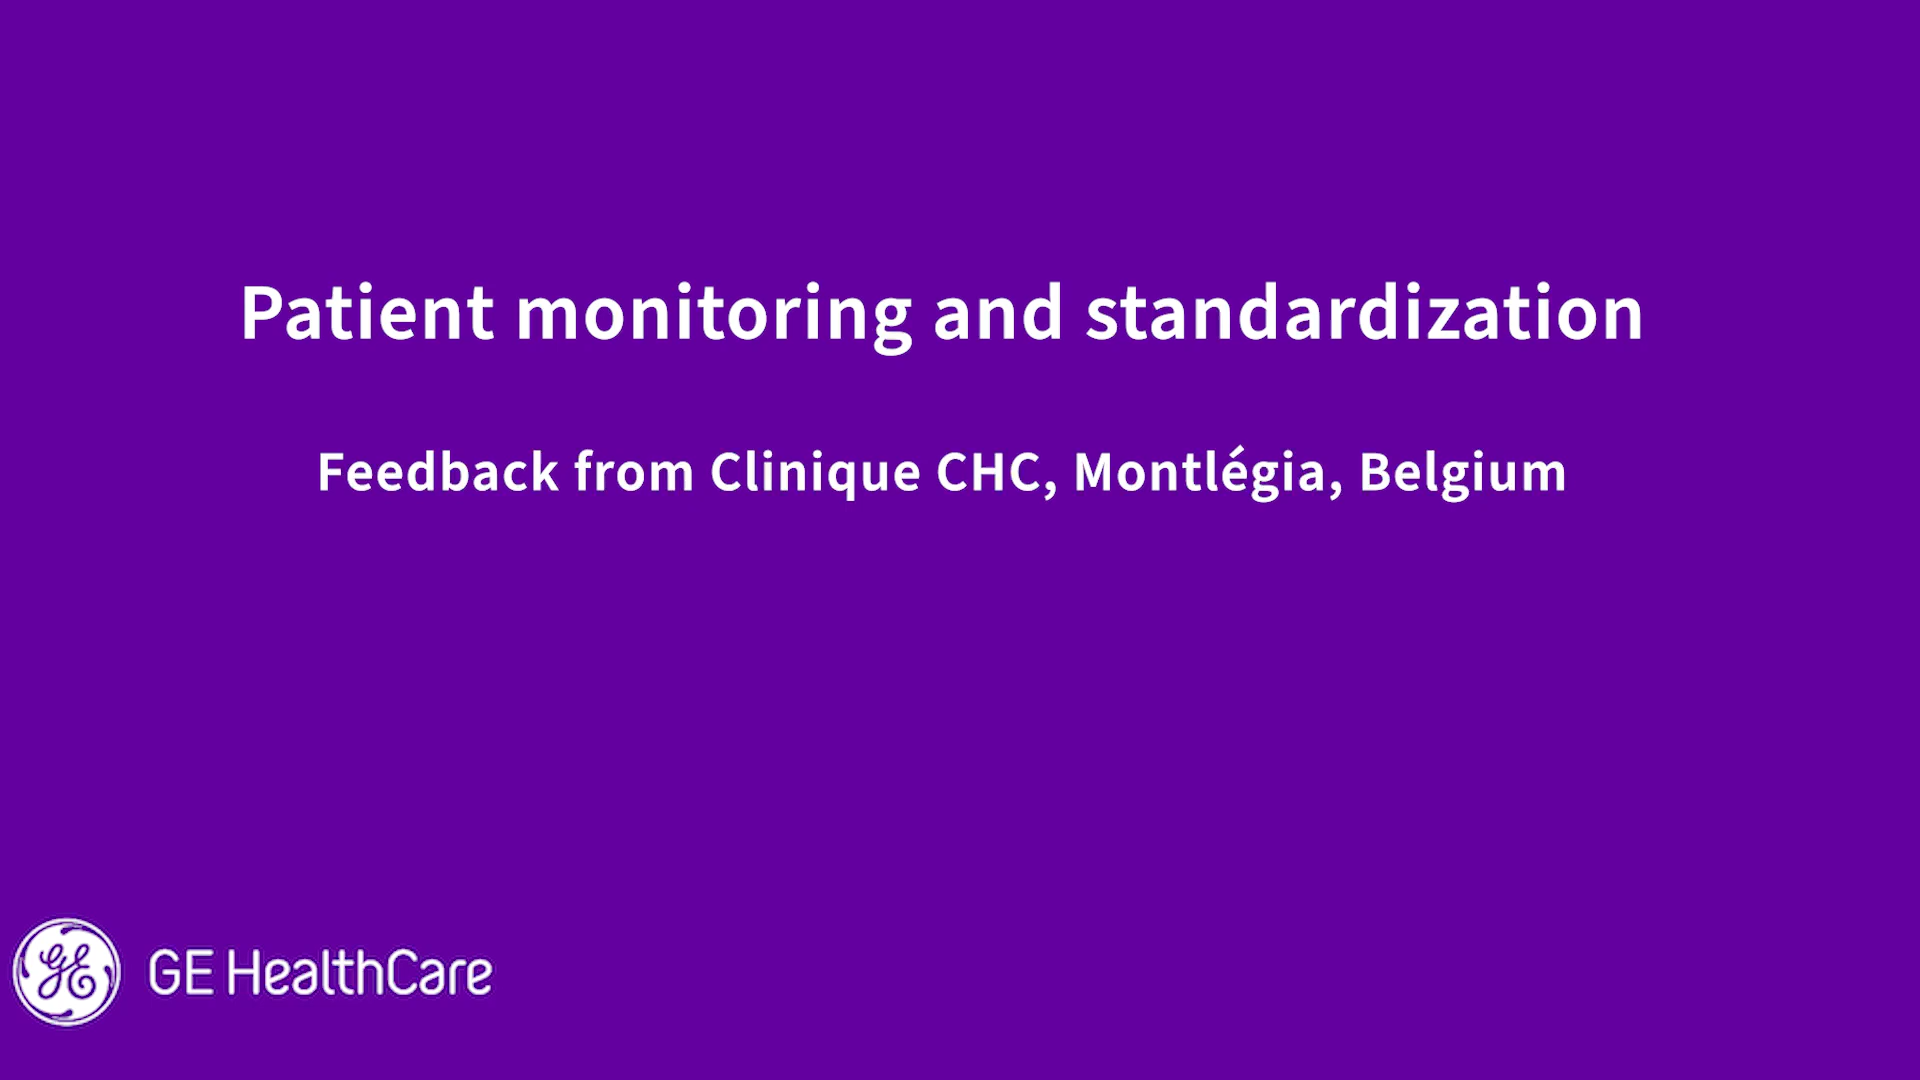 Patient monitoring and standardization
Feedback from Clinique CHC, Montlégia, Belgium
GE HealthCare